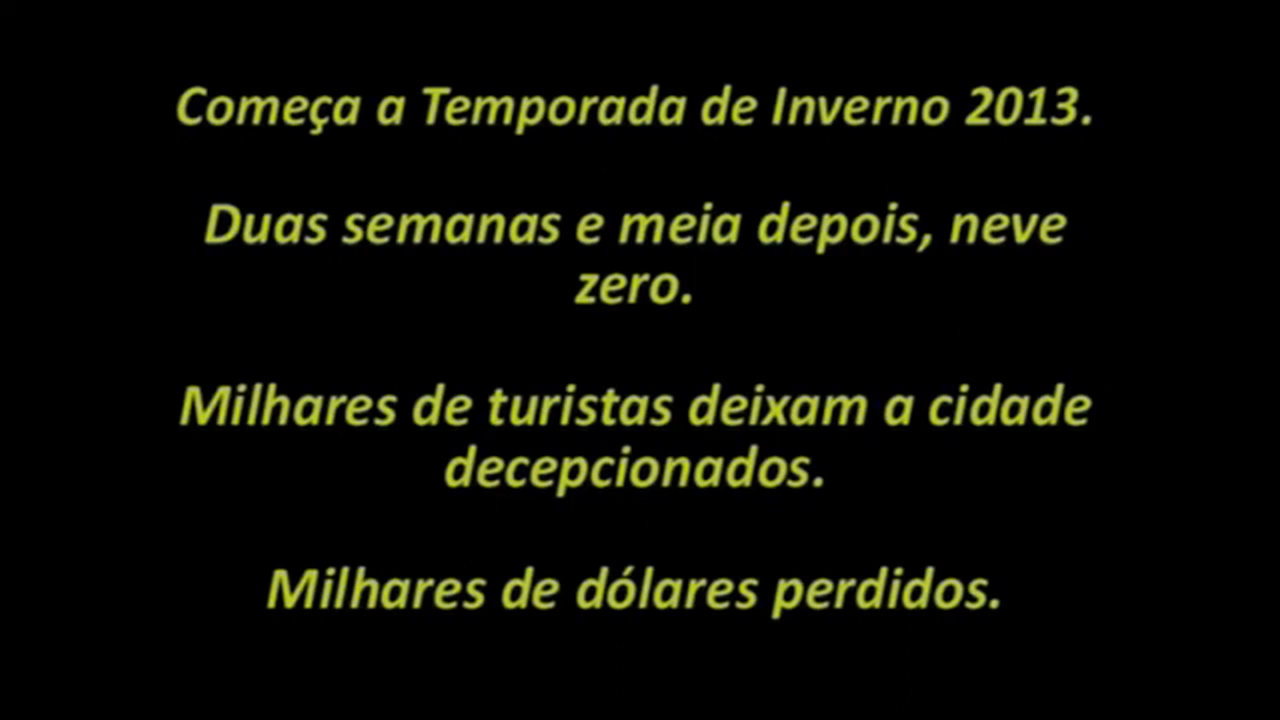 Começa a Temporada de Inverno 2013.
Duas semanas e meia depois, neve
zero.
Milhares de turistas deixam a cidade
decepcionados.
Milhares de dólares perdidos.